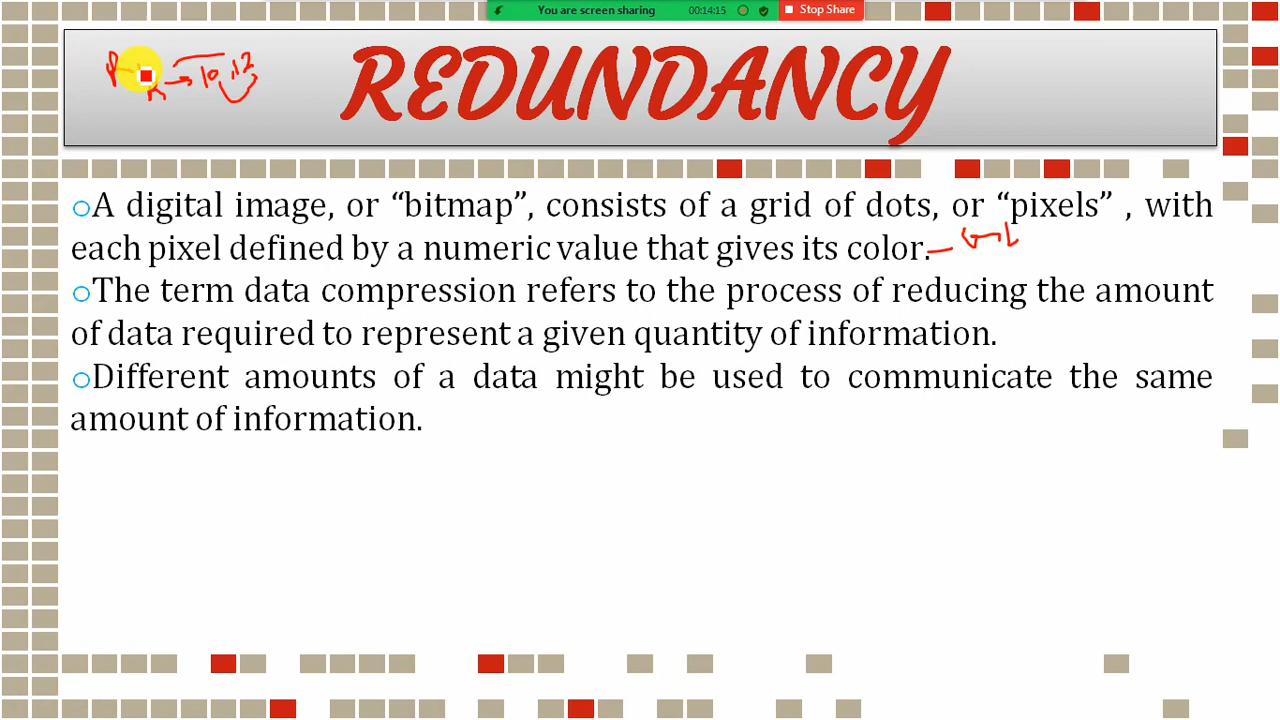 You are screen sharing 00:14:15 Stop Share
10, 12
REDUNDANCY
A digital image, or “bitmap”, consists of a grid of dots, or “pixels” , with
each pixel defined by a numeric value that gives its color.
The term data compression refers to the process of reducing the amount
of data required to represent a given quantity of information.
Different amounts of a data might be used to communicate the same
amount of information.